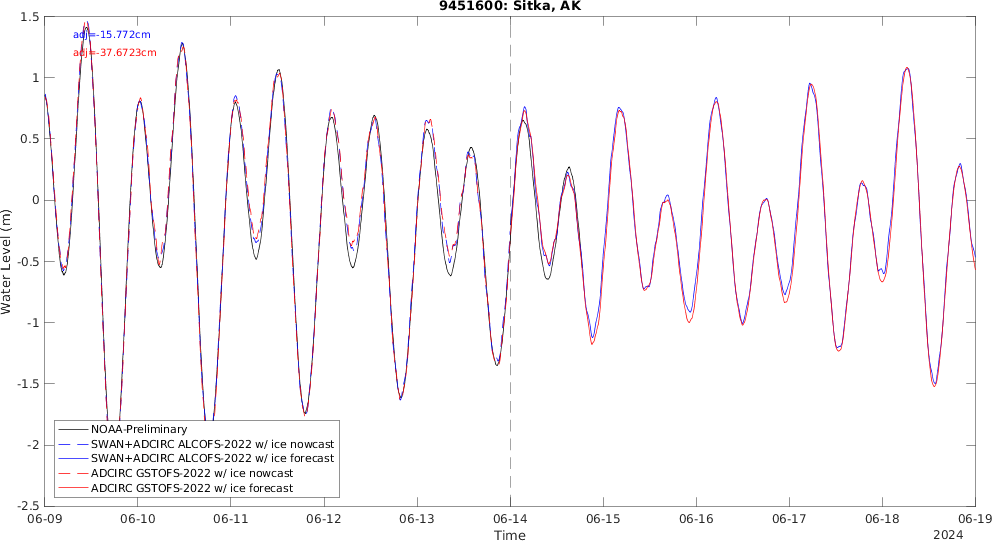 9451600: Sitka, AK
adj=-15.772cm
adj=-37.6723cm
1.5
1
0.5
0
-0.5
-1
-1.5
-2
-2.5
Water Level (m)
NOAA-Preliminary
SWAN+ADCIRC ALCOFS-2022 w/ ice nowcast
SWAN+ADCIRC ALCOFS-2022 w/ ice forecast
ADCIRC GSTOFS-2022 w/ ice nowcast
ADCIRC GSTOFS-2022 w/ ice forecast
06-09 06-10 06-11 06-12 06-13 06-14 06-15 06-16 06-17 06-18 06-19
Time
2024